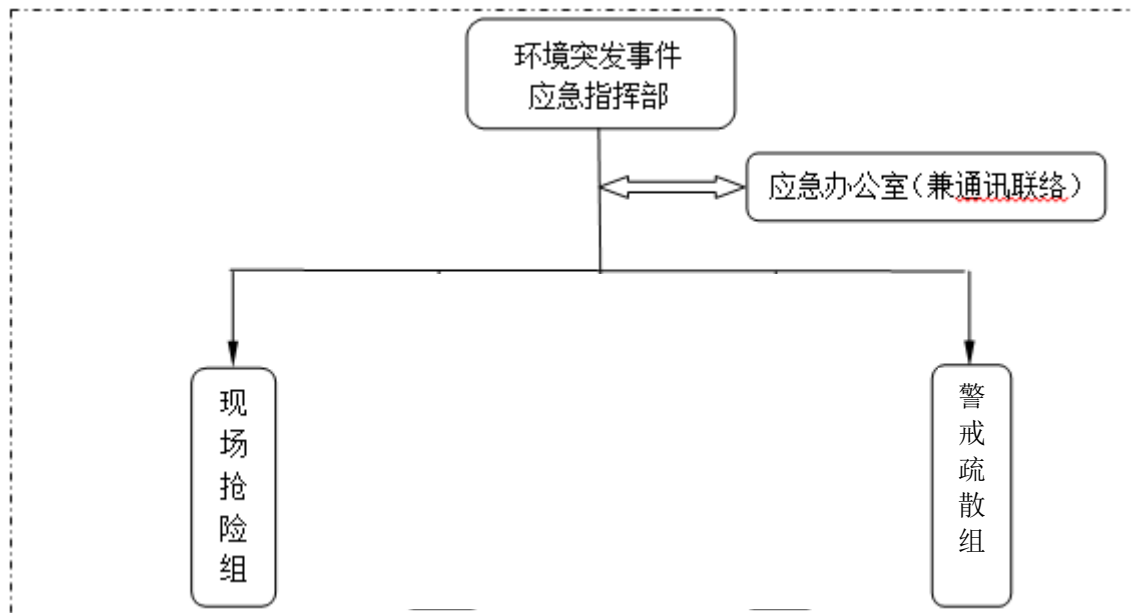 环境突发事件
应急指挥部
应急办公室（兼通讯联络）
现场抢险组
警戒疏散组